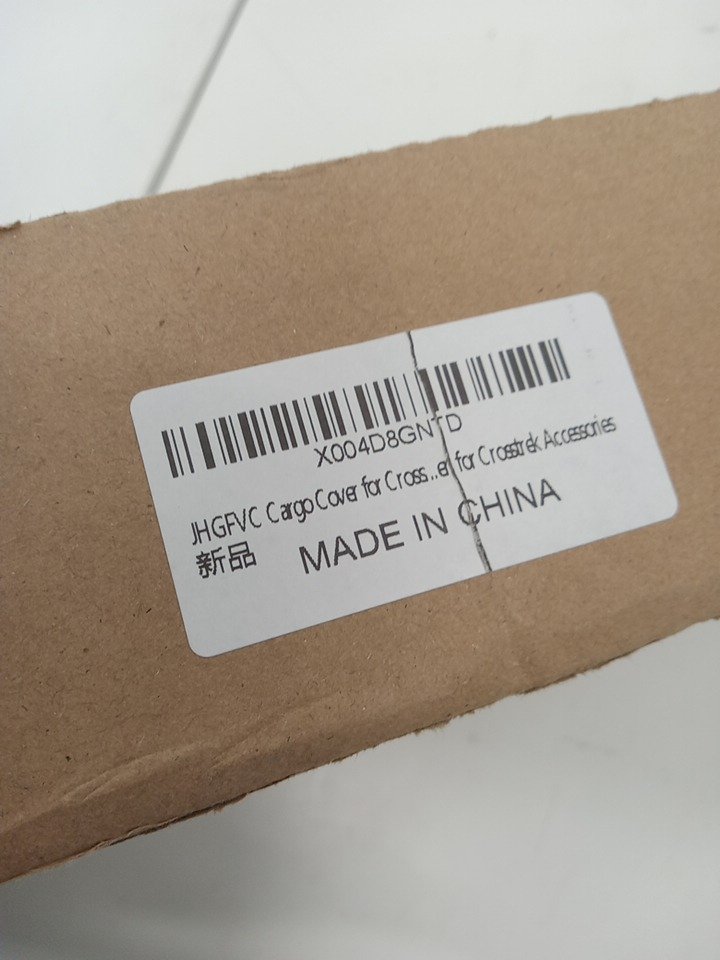 X004D8GNTD
JHGFVC Cargo Cover for Cross...er for Crosstrek Accessories
新品 MADE IN CHINA